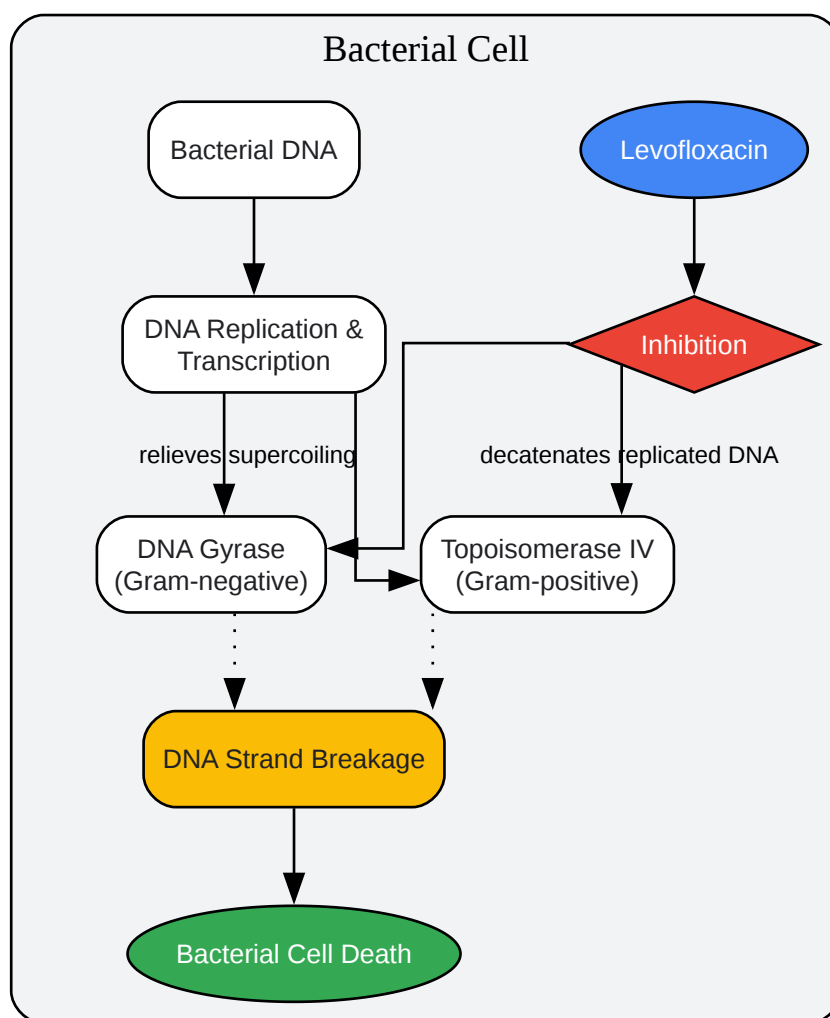 Bacterial Cell
Bacterial DNA
Levofloxacin
DNA Replication &
Transcription
Inhibition
relieves supercoiling
decatenates replicated DNA
DNA Gyrase
(Gram-negative)
Topoisomerase IV
(Gram-positive)
DNA Strand Breakage
Bacterial Cell Death